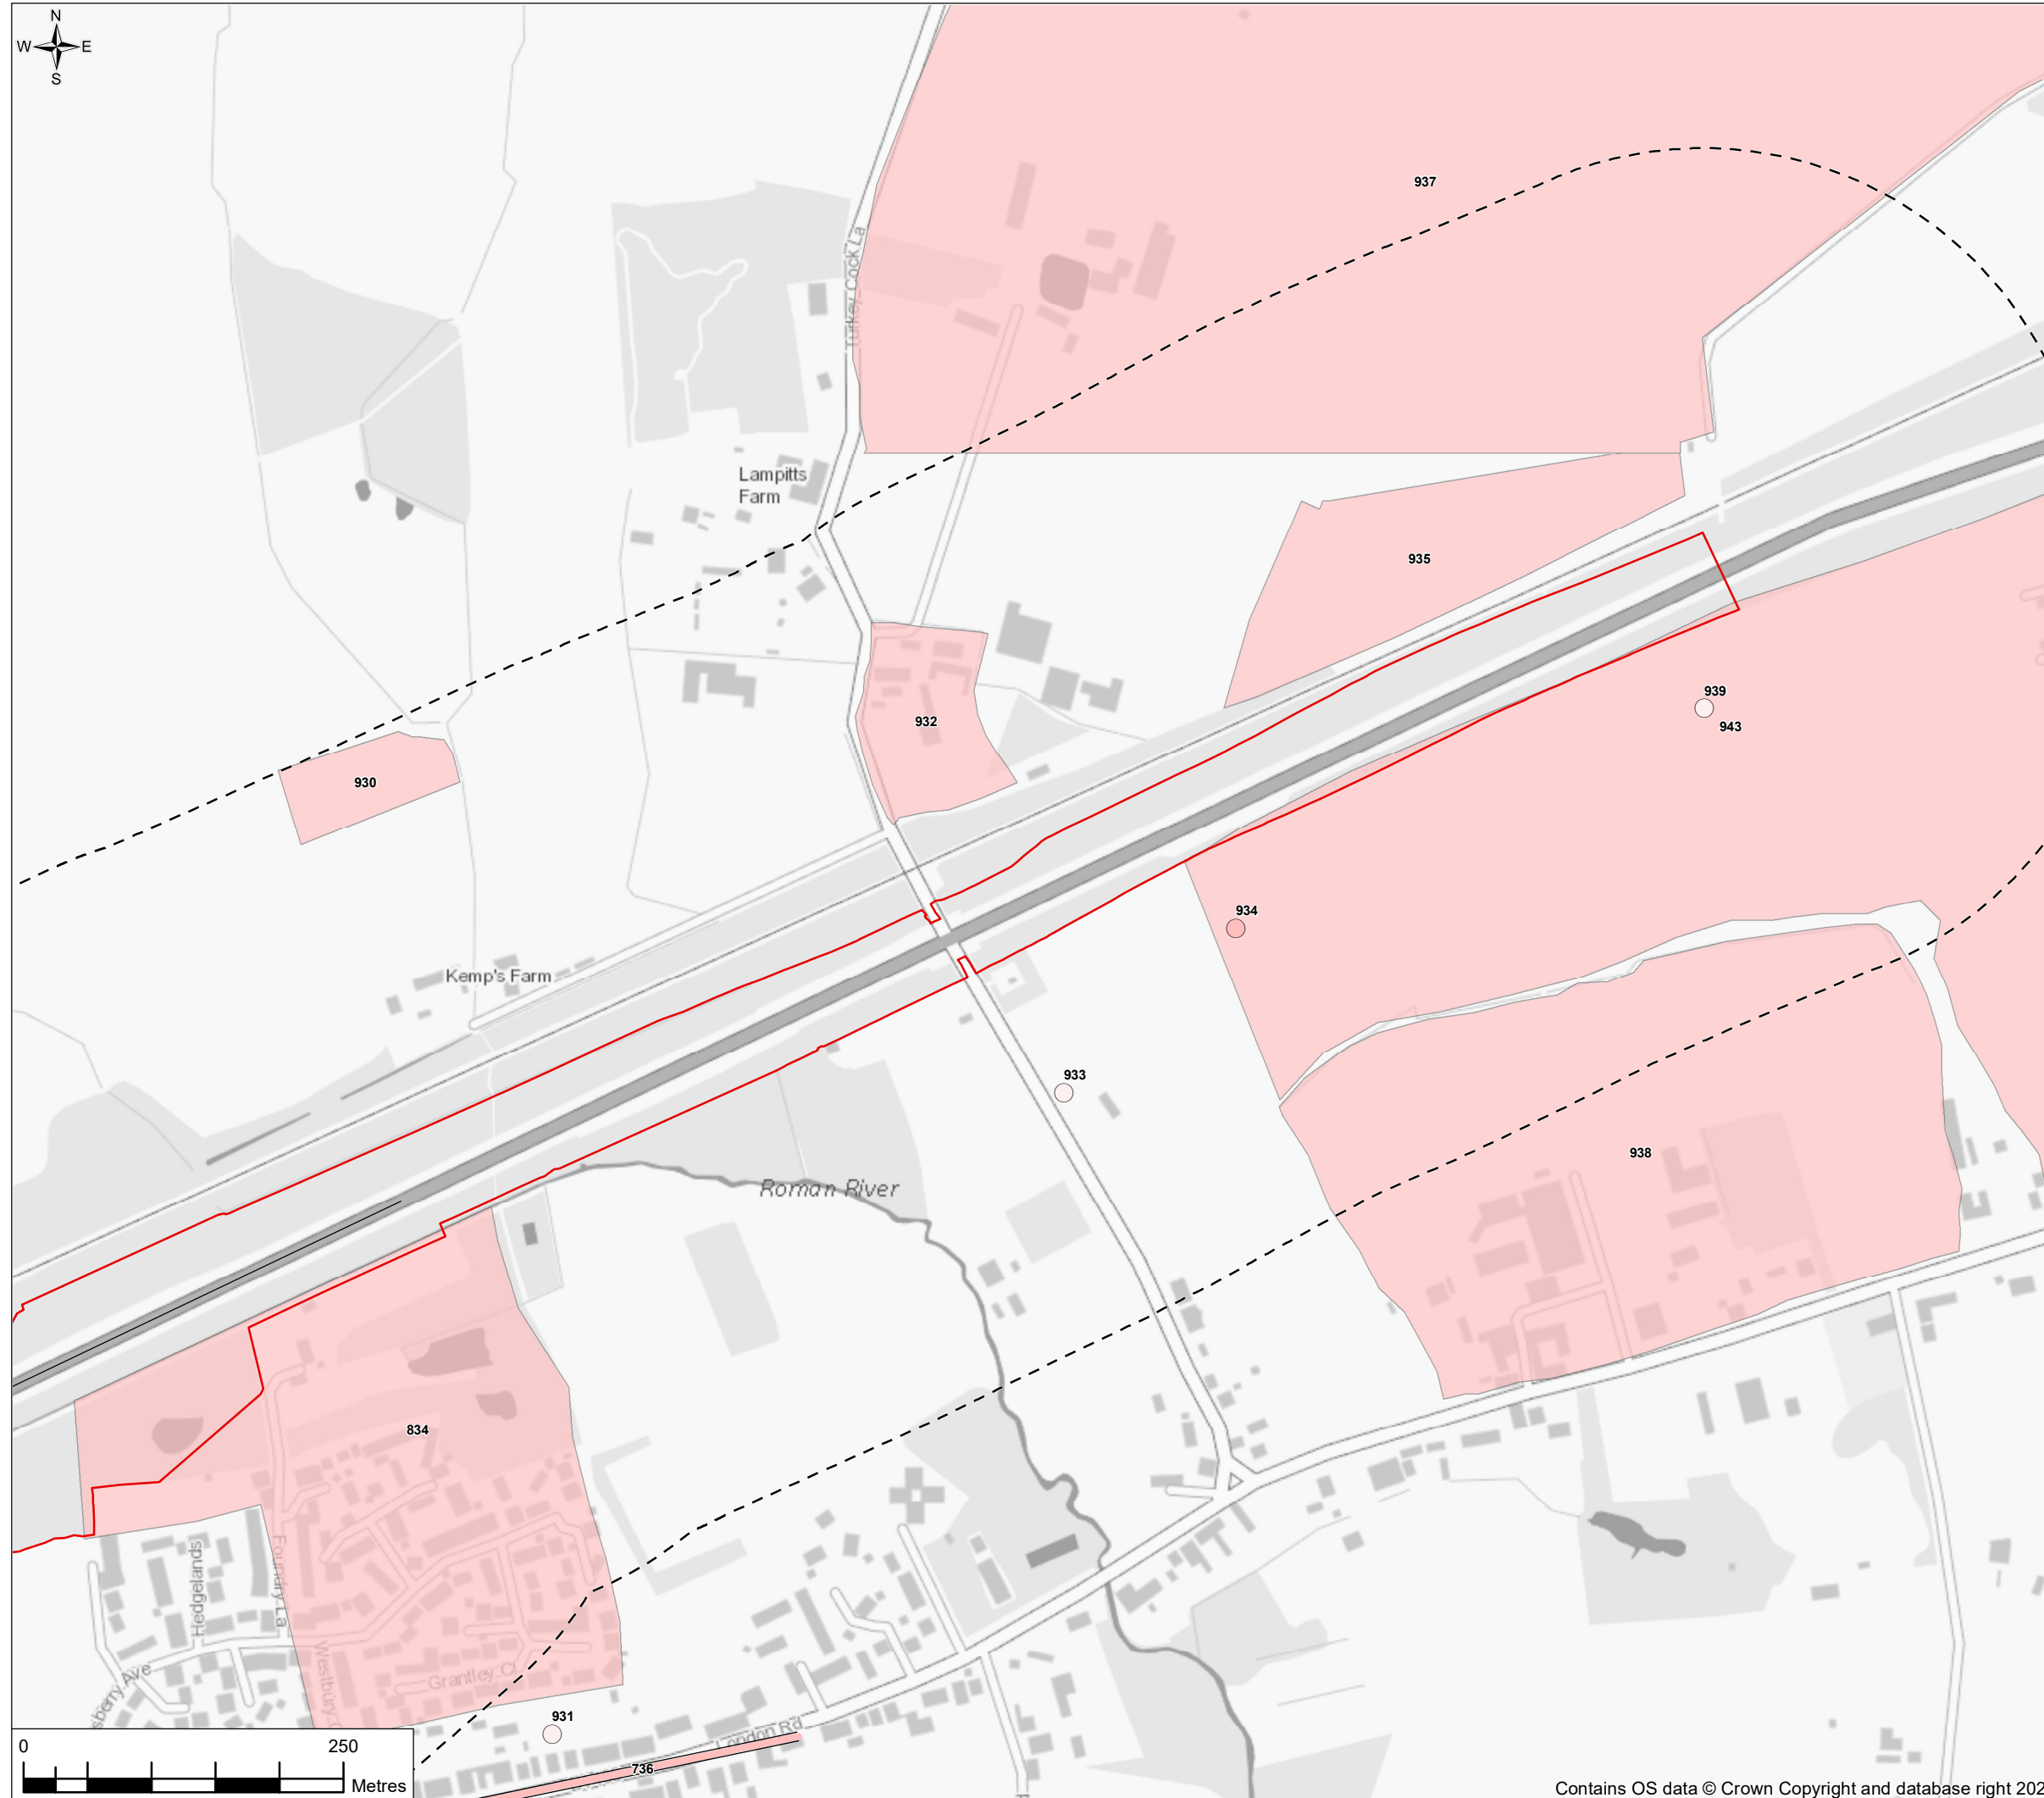 N
W E
S
937
Turkey Cock La
Lampitts
Farm
935
939
943
932
930
934
Kemp's Farm
933
938
Roman River
834
Hedgelands
Foundry La
Westbury
Grantley Cl
sberry Ave
931
London Rd
736
0 250
Metres
Contains OS data © Crown Copyright and database right 202